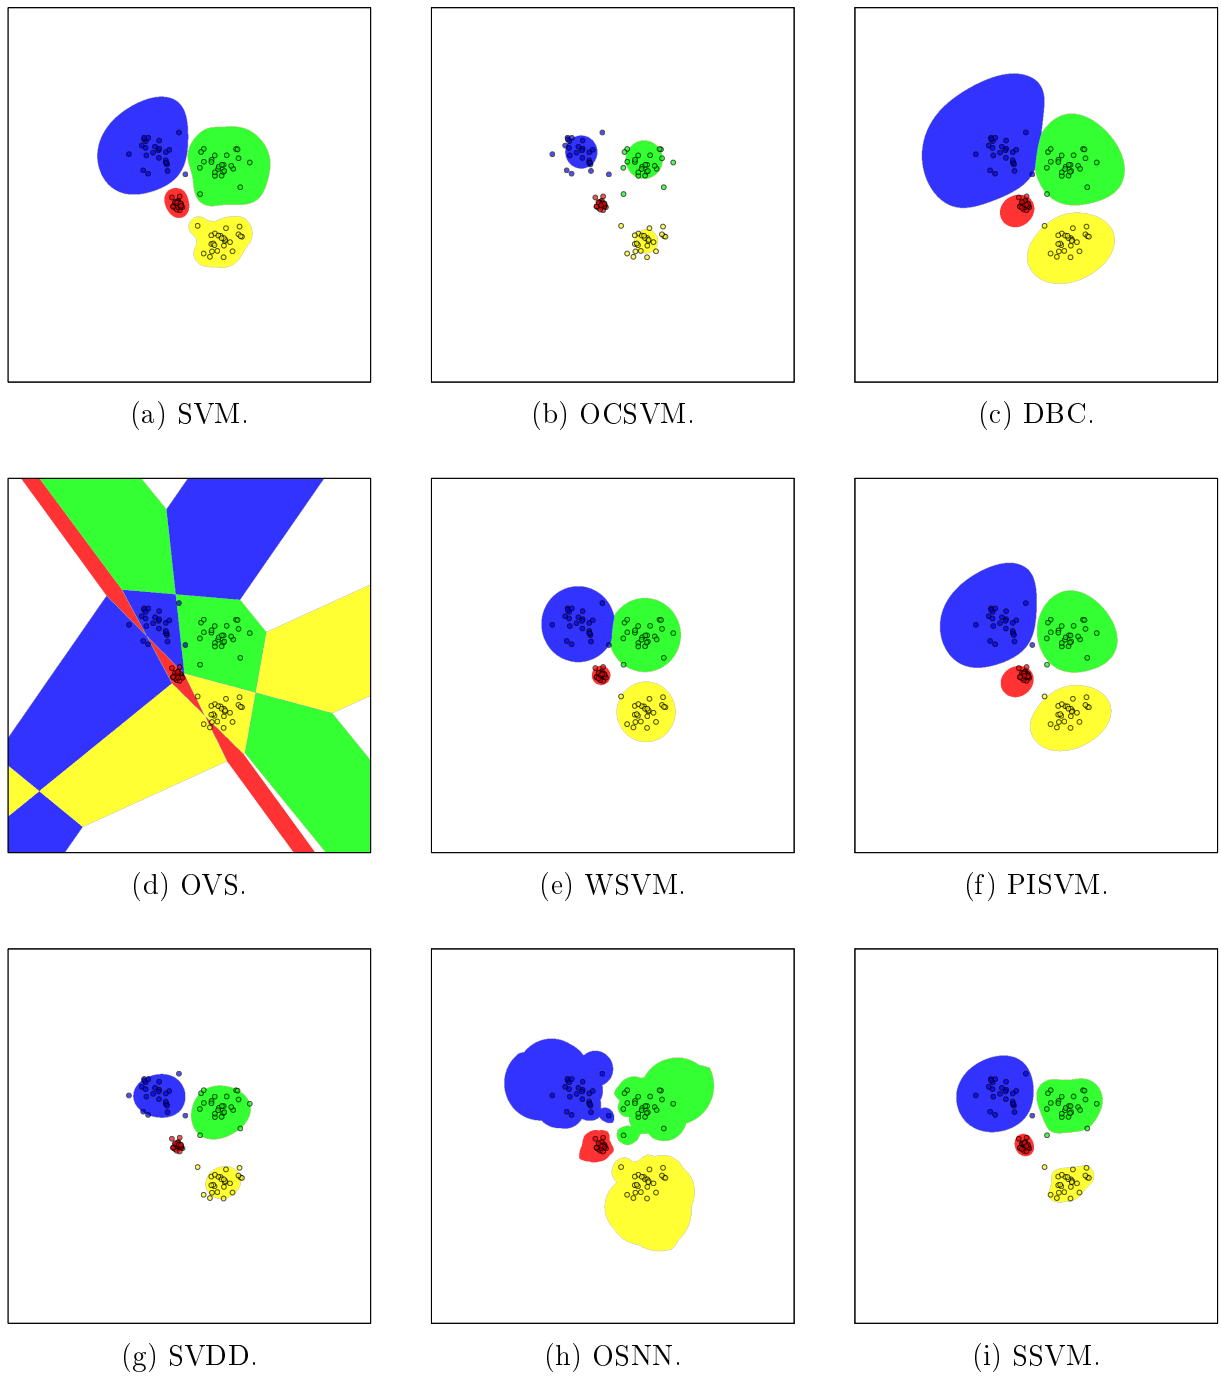 (a) SVM.
(b) OCSVM.
(c) DBC.
(d) OVS.
(e) WSVM.
(f) PISVM.
(g) SVDD.
(h) OSNN.
(i) SSVM.